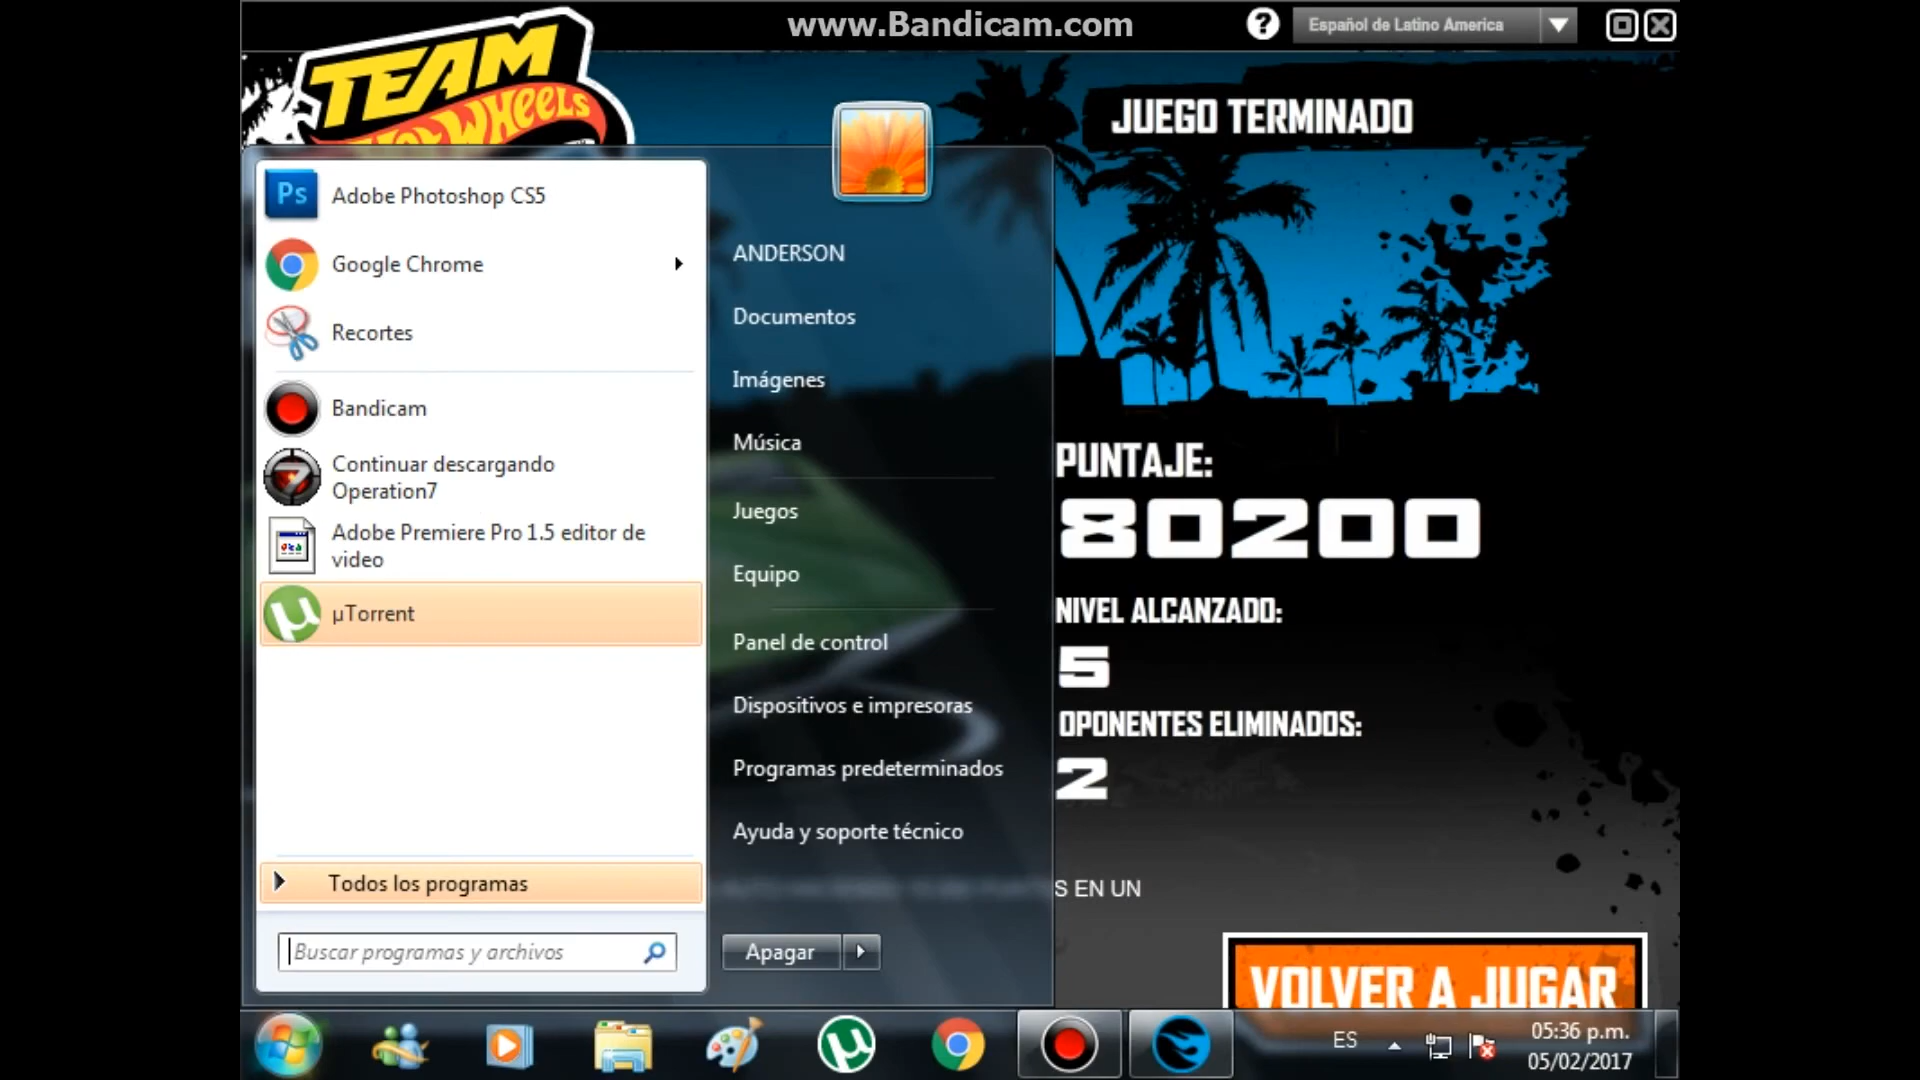 www.Bandicam.com
?
Español de Latino America
TEAM
HOT WHEELS
JUEGO TERMINADO
Ps
Adobe Photoshop CS5
Google Chrome
Recortes
Bandicam
Continuar descargando
Operation7
Adobe Premiere Pro 1.5 editor de
video
µTorrent
Todos los programas
Buscar programas y archivos
ANDERSON
Documentos
Imágenes
Música
Juegos
Equipo
Panel de control
Dispositivos e impresoras
Programas predeterminados
Ayuda y soporte técnico
Apagar
PUNTAJE:
80200
NIVEL ALCANZADO:
5
OPONENTES ELIMINADOS:
2
S EN UN
VOLVER A JUGAR
ES
05:36 p.m.
05/02/2017